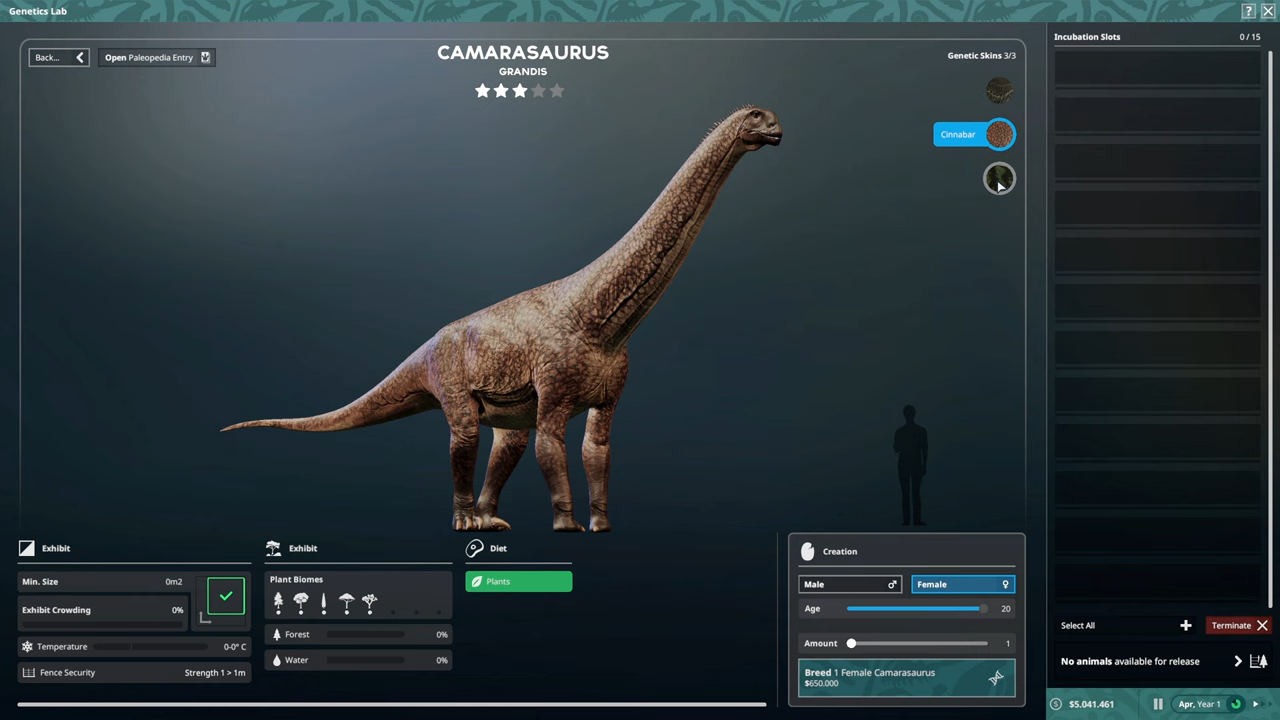 Genetics Lab
?
Back...
Open Paleopedia Entry
CAMARASAURUS
GRANDIS
Genetic Skins 3/3
Cinnabar
Incubation Slots 0 / 15
Exhibit
Min. Size 0m2
Exhibit Crowding 0%
Temperature 0-0° C
Fence Security Strength 1 > 1m
Exhibit
Plant Biomes
Forest 0%
Water 0%
Diet
Plants
Creation
Male
Female
Age 20
Amount 1
Breed 1 Female Camarasaurus
$650.000
Select All
Terminate
No animals available for release
$5.041.461
Apr, Year 1